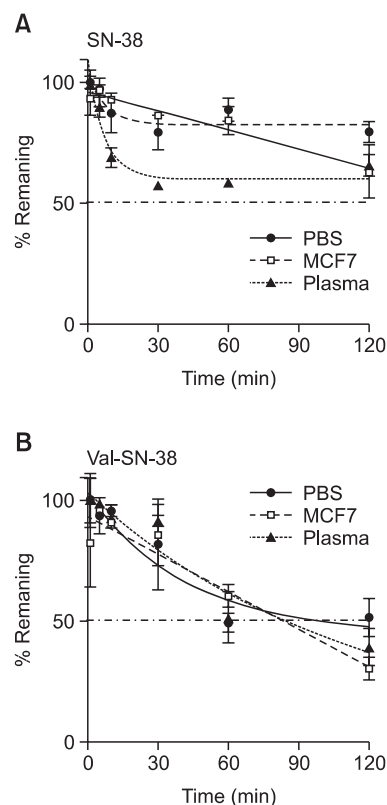 A
SN-38
100
50
0
% Remaining
PBS
MCF7
Plasma
0 30 60 90 120
Time (min)
B
Val-SN-38
100
50
0
% Remaining
PBS
MCF7
Plasma
0 30 60 90 120
Time (min)